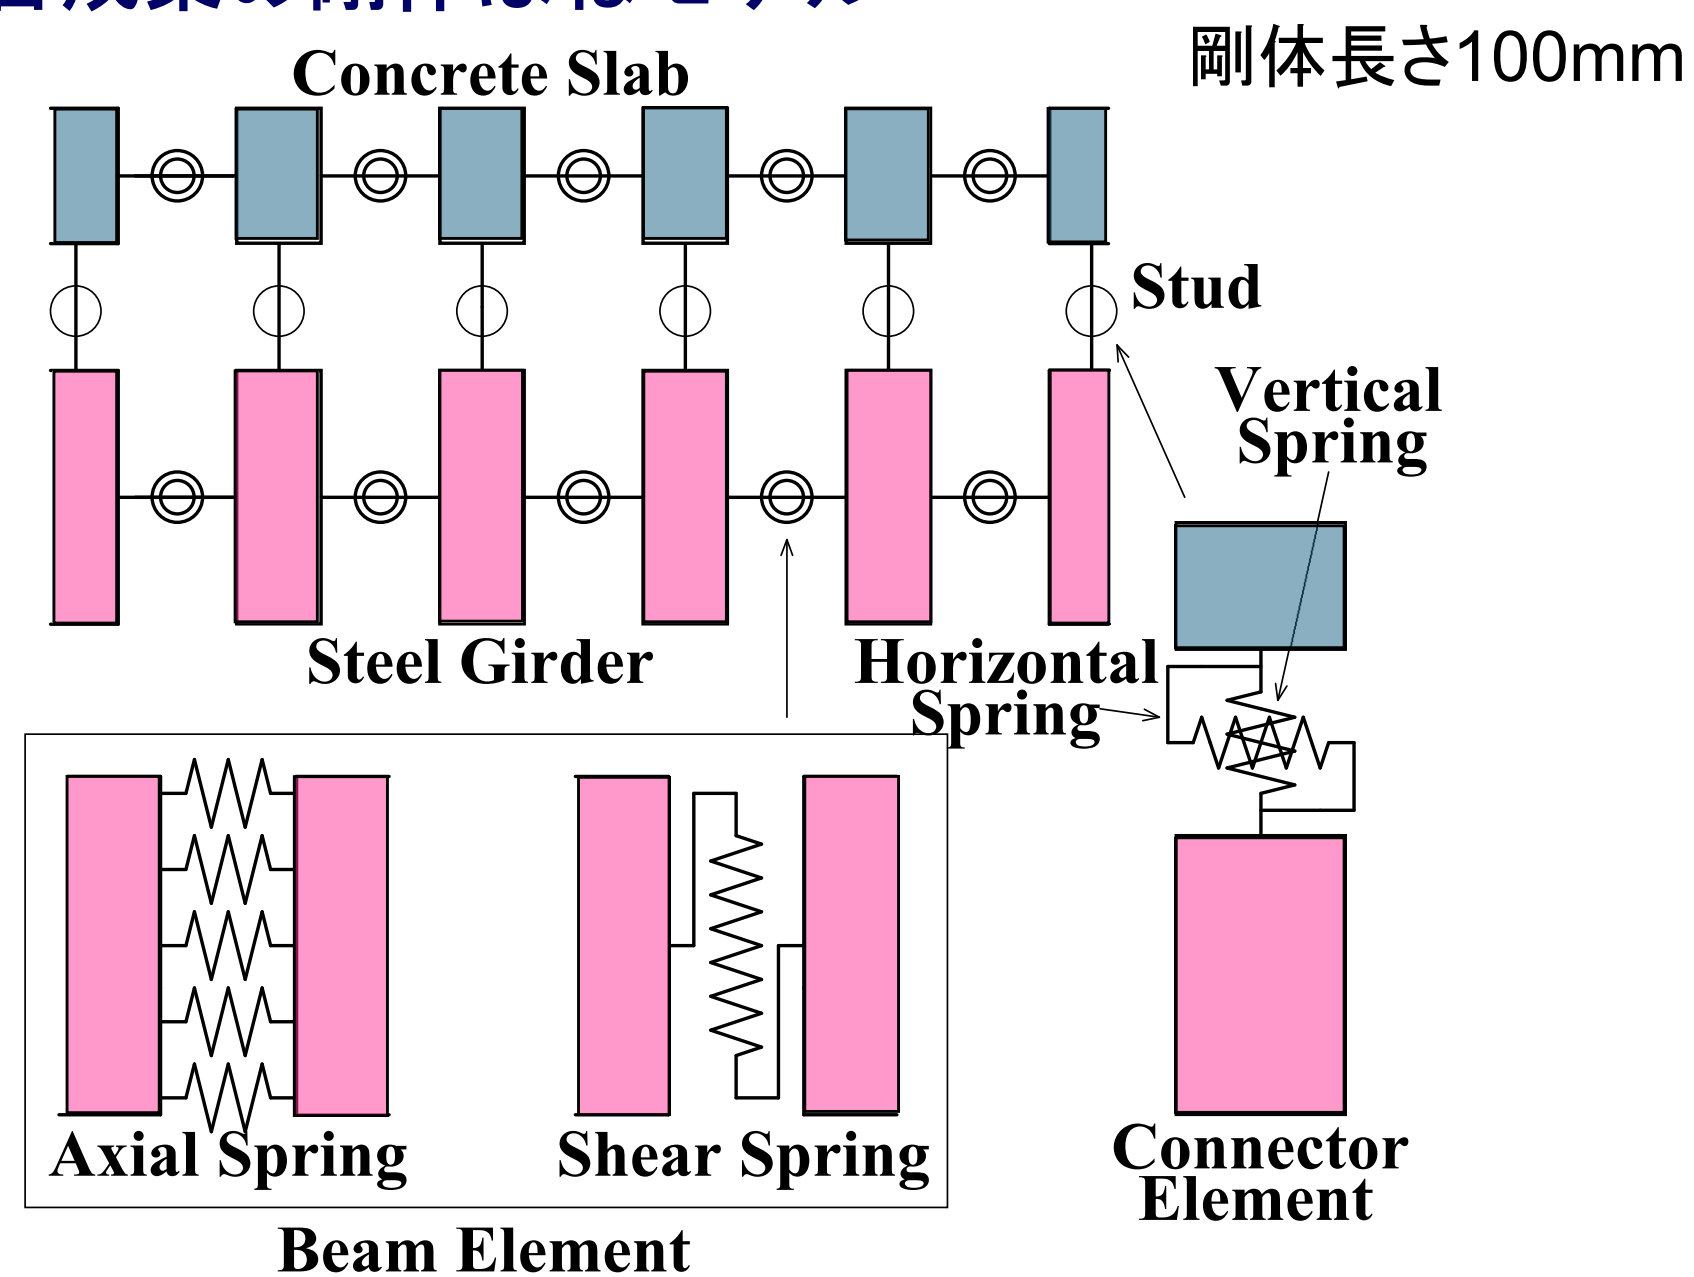 剛体長さ100mm
Concrete Slab
Stud
Vertical
Spring
Steel Girder
Horizontal
Spring
Axial Spring
Shear Spring
Connector
Element
Beam Element